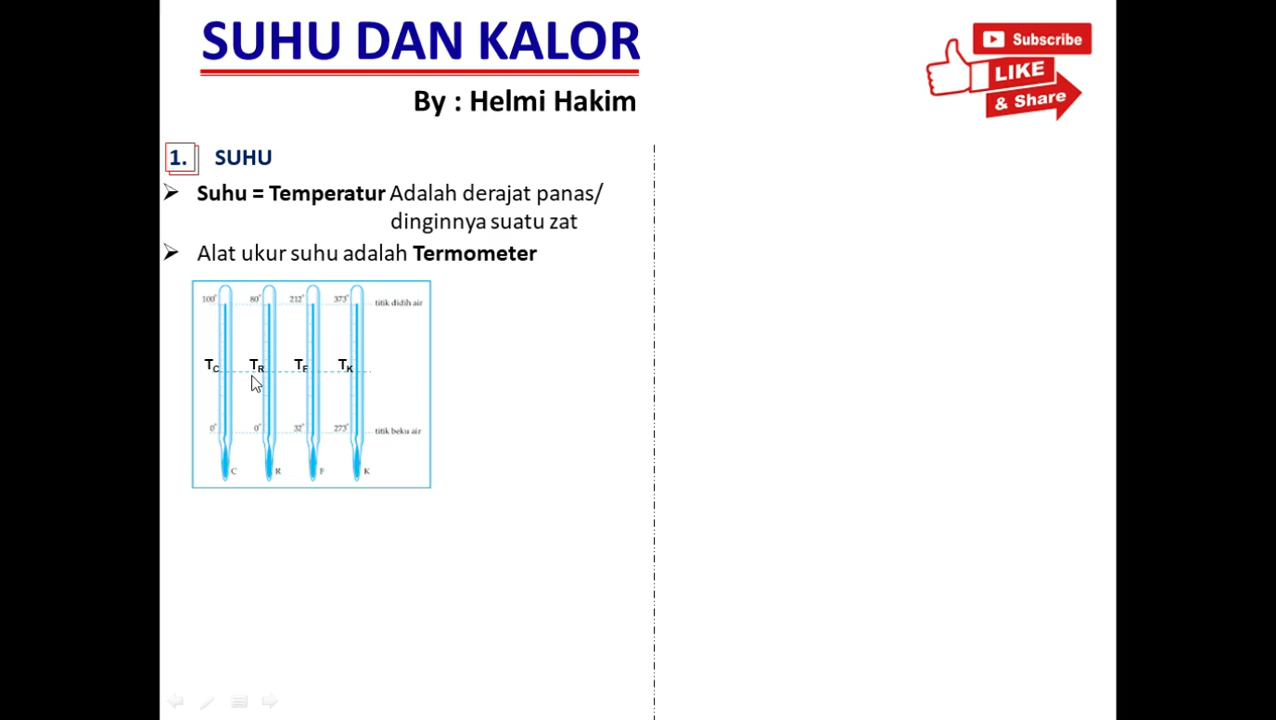 SUHU DAN KALOR
By : Helmi Hakim
Subscribe
LIKE
& Share
1. SUHU
Suhu = Temperatur Adalah derajat panas/
dinginnya suatu zat
Alat ukur suhu adalah Termometer
100° 80° 212° 373° titik didih air
TC TR TF TK
0° 0° 32° 273° titik beku air
C R F K